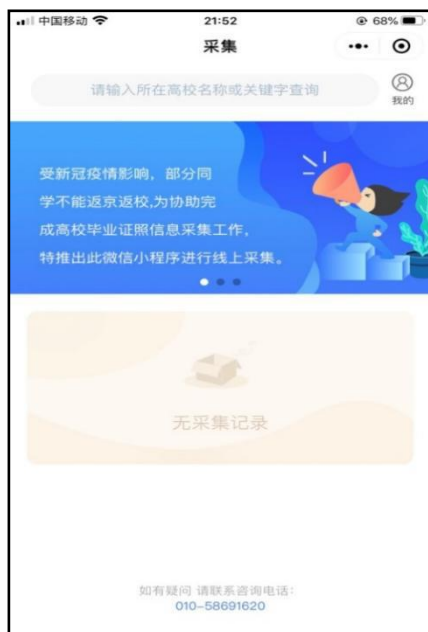 中国移动
21:52
68%
采集
请输入所在高校名称或关键字查询
我的
受新冠疫情影响，部分同
学不能返京返校,为协助完
成高校毕业证照信息采集工作，
特推出此微信小程序进行线上采集。
无采集记录
如有疑问 请联系咨询电话：
010-58691620